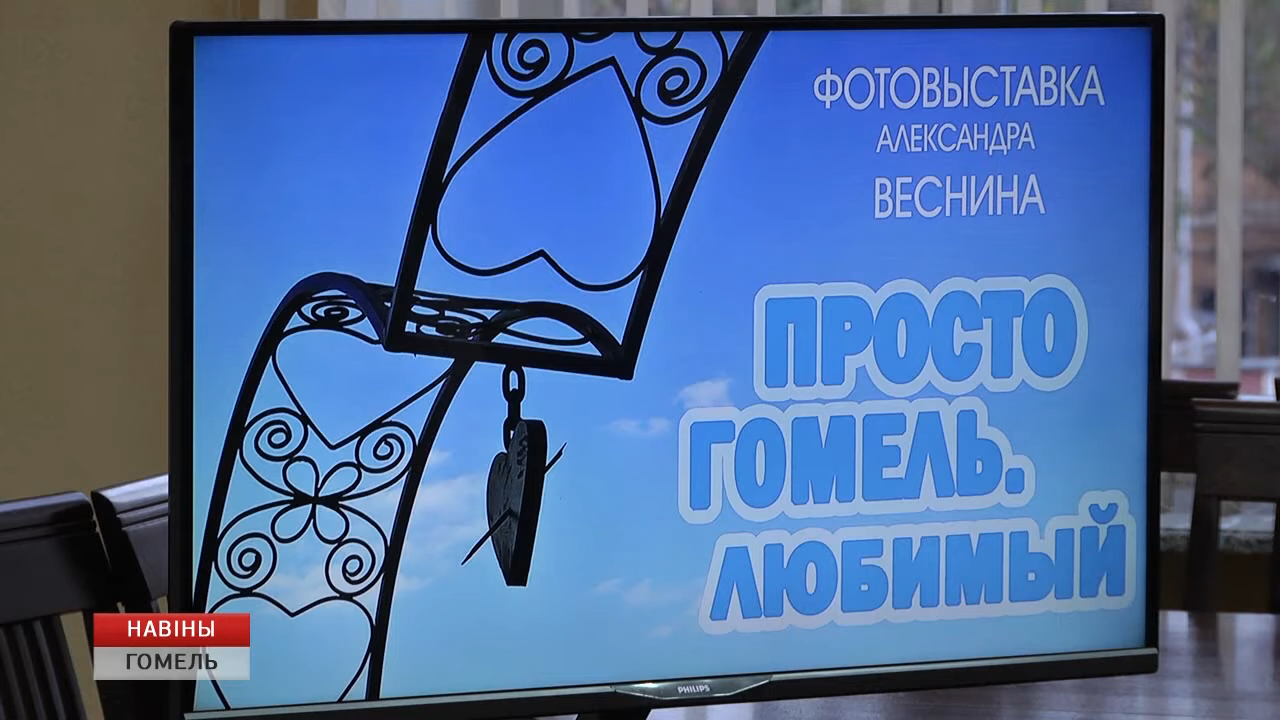 ФОТОВЫСТАВКА
АЛЕКСАНДРА
ВЕСНИНА
ПРОСТО
ГОМЕЛЬ.
ЛЮБИМЫЙ
НАВІНЫ
ГОМЕЛЬ
PHILIPS